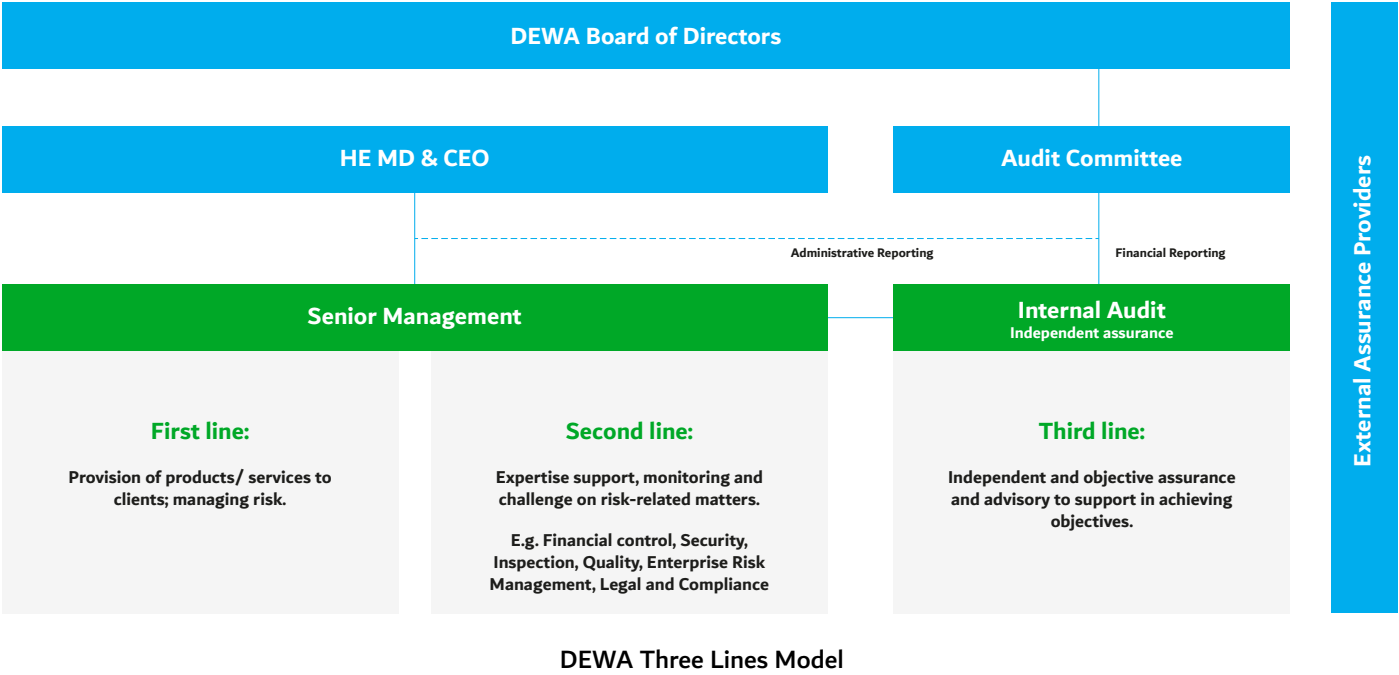 DEWA Board of Directors
HE MD & CEO
Audit Committee
Administrative Reporting
Financial Reporting
Senior Management
Internal Audit
Independent assurance
First line:
Provision of products/ services to
clients; managing risk.
Second line:
Expertise support, monitoring and
challenge on risk-related matters.
E.g. Financial control, Security,
Inspection, Quality, Enterprise Risk
Management, Legal and Compliance
Third line:
Independent and objective assurance
and advisory to support in achieving
objectives.
External Assurance Providers
DEWA Three Lines Model